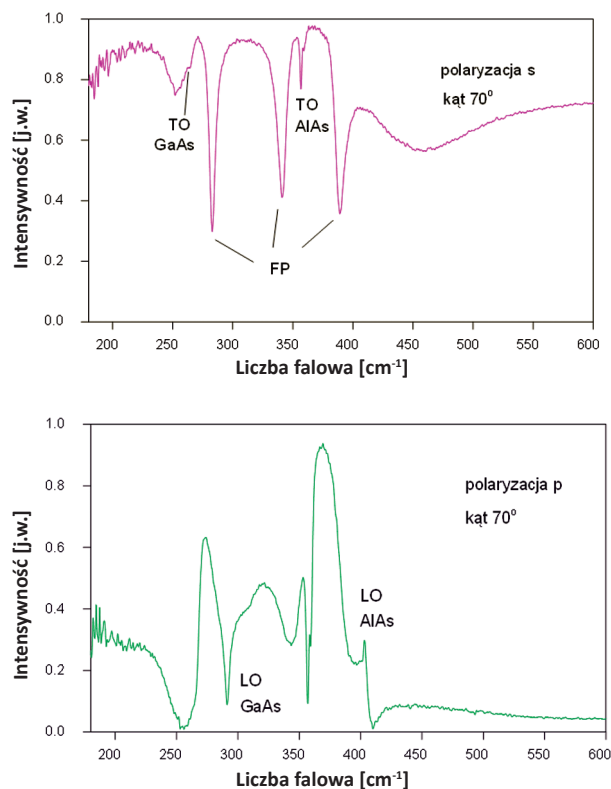 1.0
0.8
0.6
0.4
0.2
0.0
Intensywność [j.w.]
polaryzacja s
kąt 70°
TO
GaAs
TO
AlAs
FP
200 250 300 350 400 450 500 550 600
Liczba falowa [cm⁻¹]
1.0
0.8
0.6
0.4
0.2
0.0
Intensywność [j.w.]
polaryzacja p
kąt 70°
LO
AlAs
LO
GaAs
200 250 300 350 400 450 500 550 600
Liczba falowa [cm⁻¹]